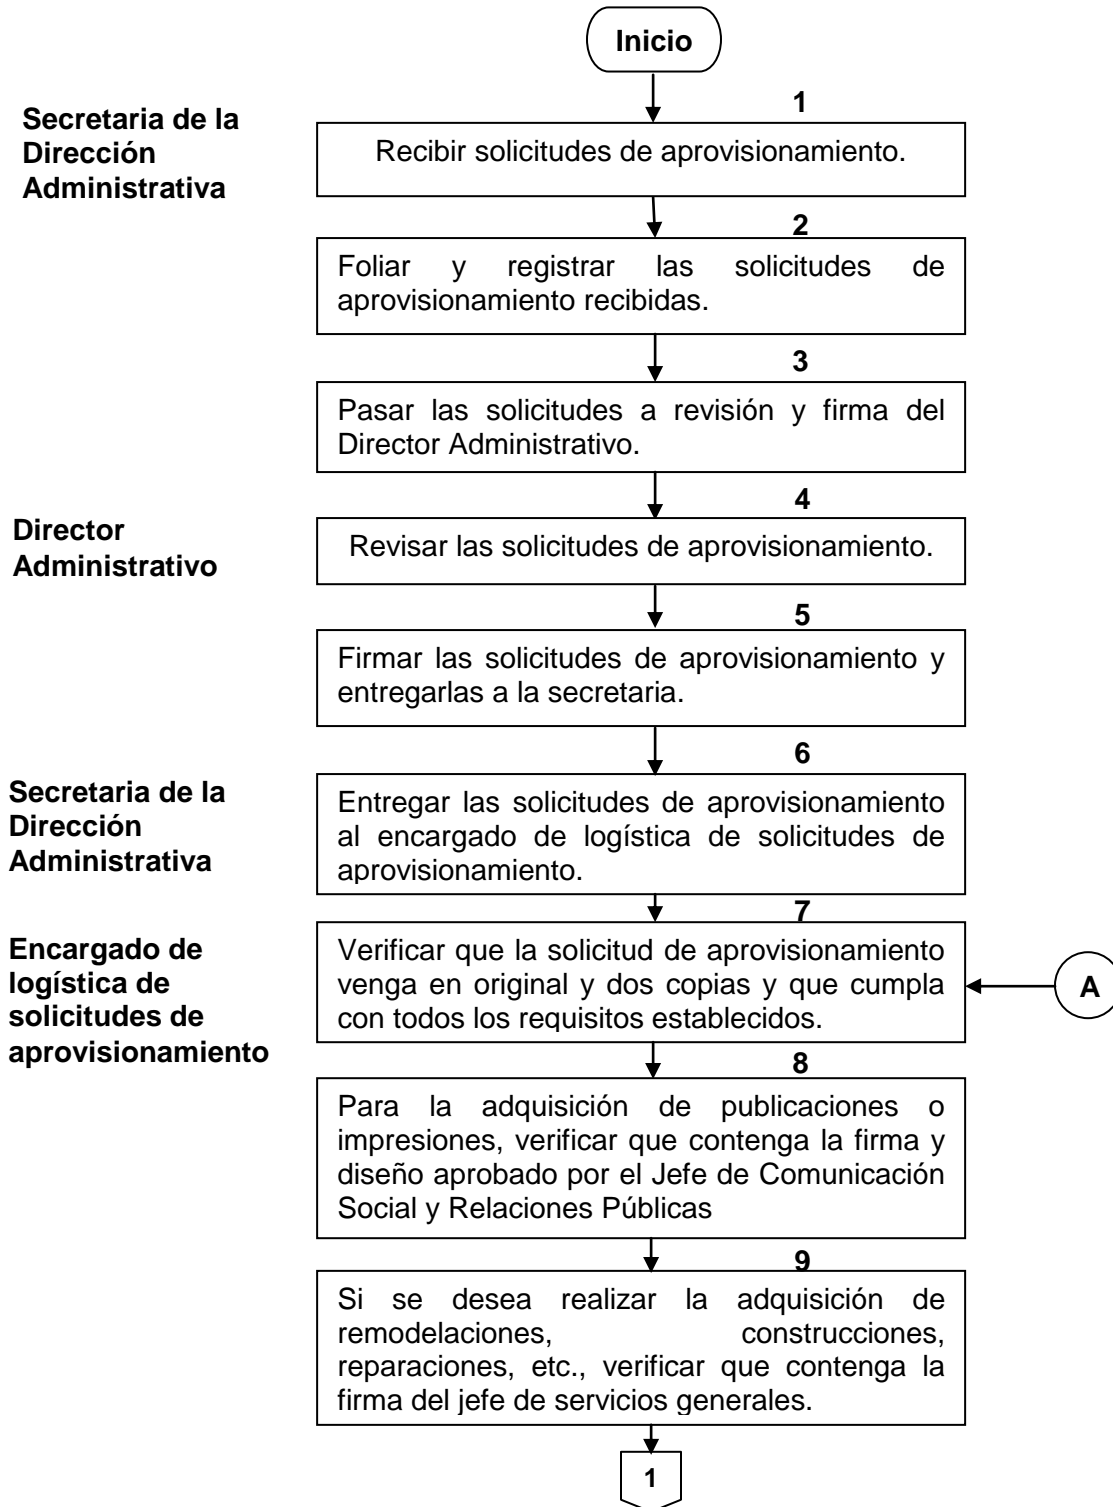 Inicio
1
Secretaria de la
Dirección
Administrativa
Recibir solicitudes de aprovisionamiento.
2
Foliar y registrar las solicitudes de
aprovisionamiento recibidas.
3
Pasar las solicitudes a revisión y firma del
Director Administrativo.
4
Director
Administrativo
Revisar las solicitudes de aprovisionamiento.
5
Firmar las solicitudes de aprovisionamiento y
entregarlas a la secretaria.
6
Secretaria de la
Dirección
Administrativa
Entregar las solicitudes de aprovisionamiento
al encargado de logística de solicitudes de
aprovisionamiento.
7
Encargado de
logística de
solicitudes de
aprovisionamiento
Verificar que la solicitud de aprovisionamiento
venga en original y dos copias y que cumpla
con todos los requisitos establecidos.
A
8
Para la adquisición de publicaciones o
impresiones, verificar que contenga la firma y
diseño aprobado por el Jefe de Comunicación
Social y Relaciones Públicas
9
Si se desea realizar la adquisición de
remodelaciones, construcciones,
reparaciones, etc., verificar que contenga la
firma del jefe de servicios generales.
1